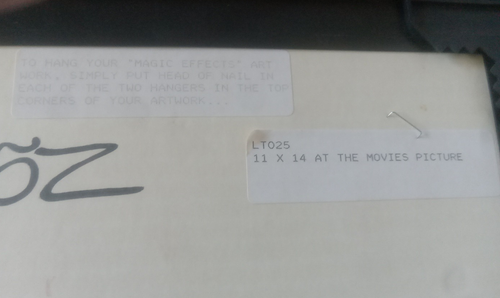 TO HANG YOUR "MAGIC EFFECTS" ART
WORK, SIMPLY PUT HEAD OF NAIL IN
EACH OF THE TWO HANGERS IN THE TOP
CORNERS OF YOUR ARTWORK...
LT025
11 X 14 AT THE MOVIES PICTURE